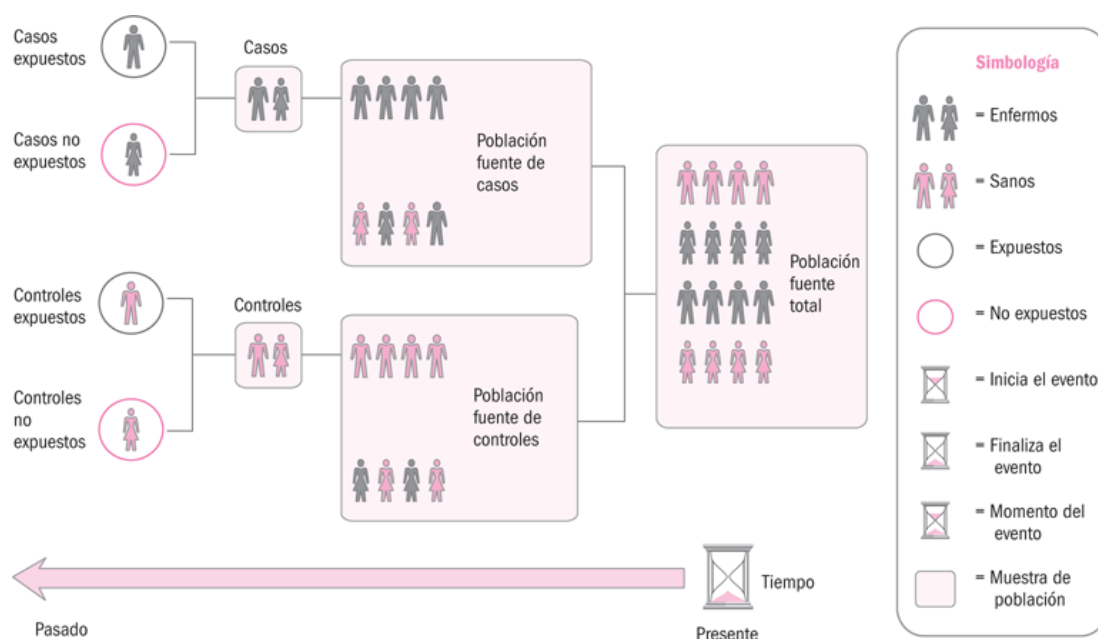 Casos
expuestos
Casos
Casos no
expuestos
Población
fuente de
casos
Controles
expuestos
Controles
Controles
no
expuestos
Población
fuente de
controles
Población
fuente
total
Tiempo
Pasado
Presente
Simbología
= Enfermos
= Sanos
= Expuestos
= No expuestos
= Inicia el evento
= Finaliza el
evento
= Momento del
evento
= Muestra de
población